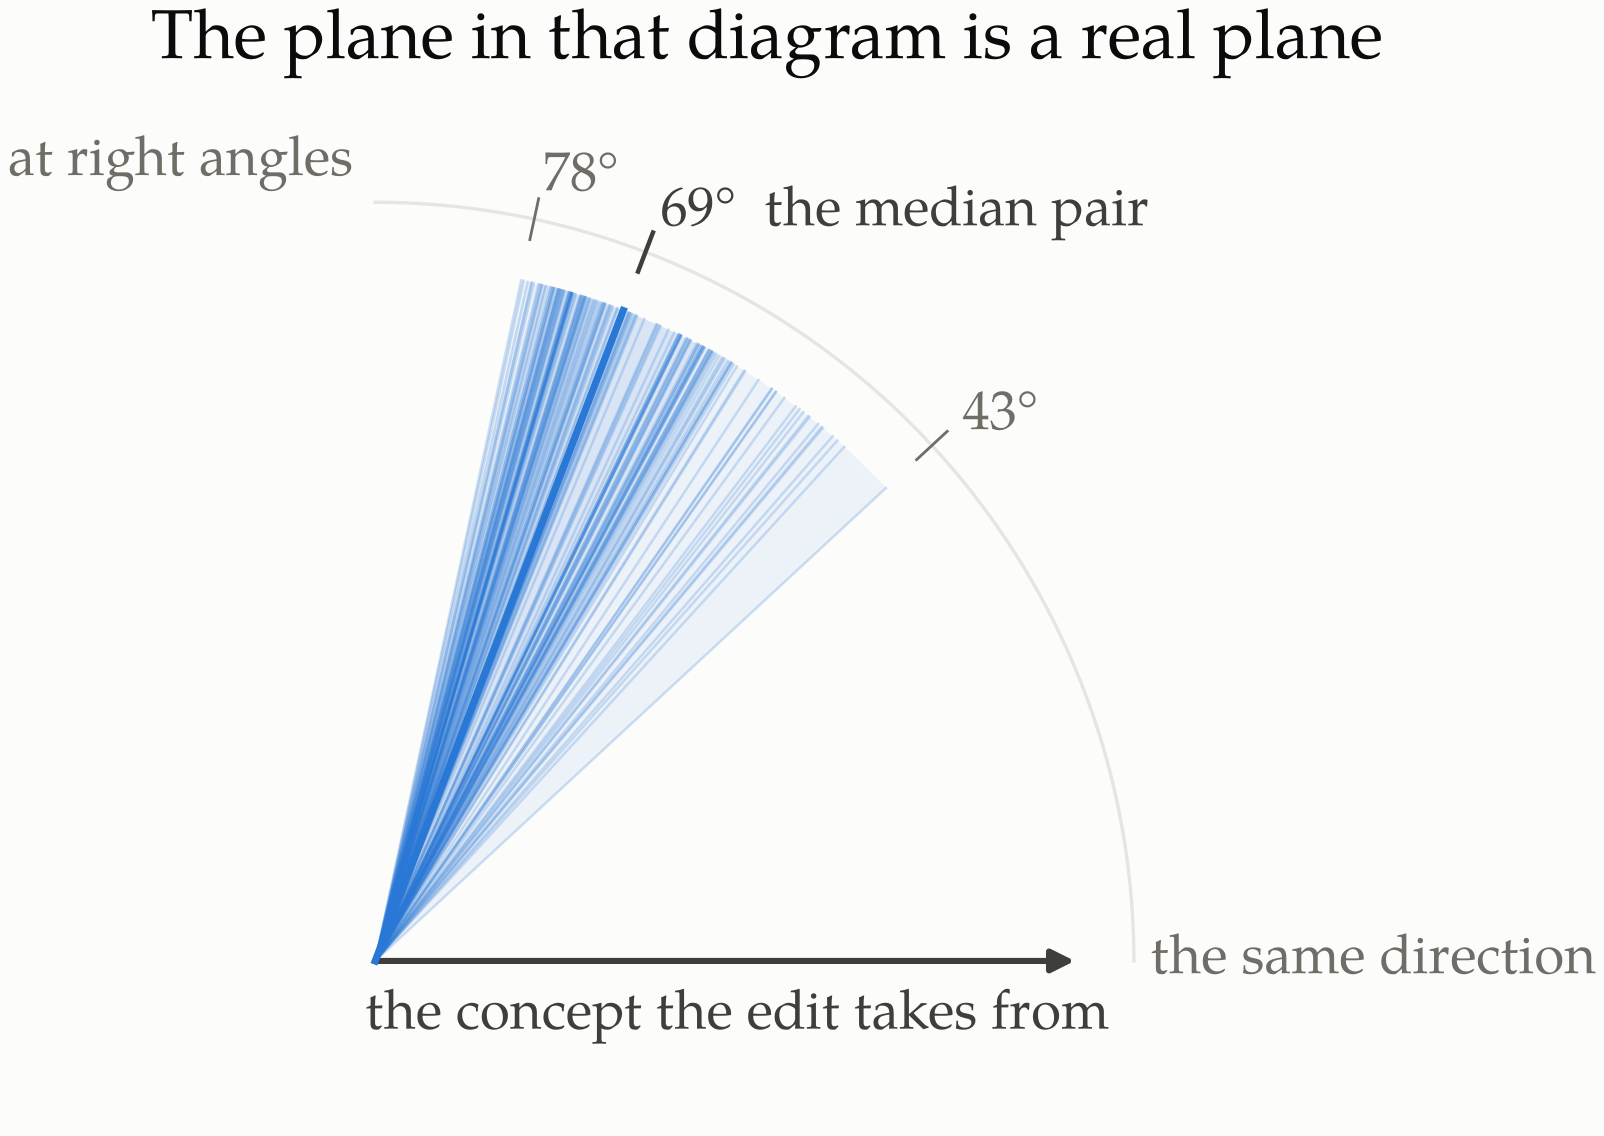 The plane in that diagram is a real plane
at right angles
78°
69° the median pair
43°
the same direction
the concept the edit takes from